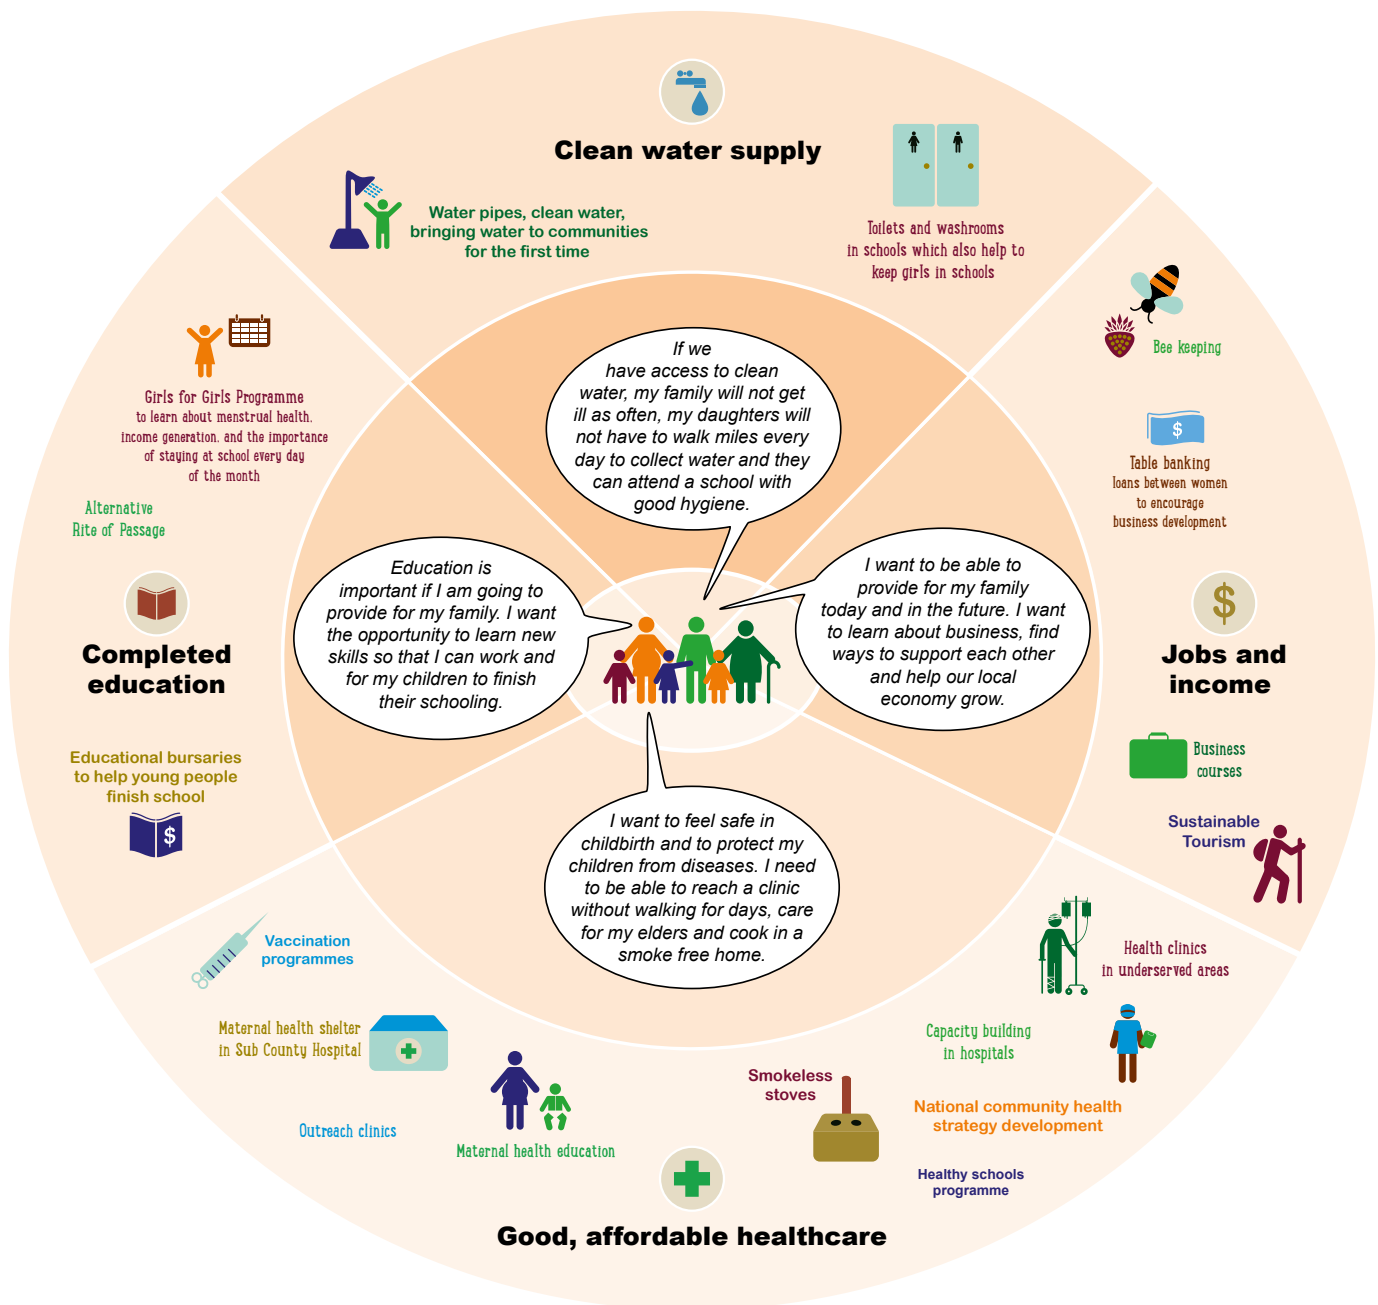 Clean water supply
Water pipes, clean water,
bringing water to communities
for the first time
Toilets and washrooms
in schools which also help to
keep girls in schools
If we
have access to clean
water, my family will not get
ill as often, my daughters will
not have to walk miles every
day to collect water and they
can attend a school with
good hygiene.
Bee keeping
$
Table banking
loans between women
to encourage
business development
$
Jobs and
income
Business
courses
Sustainable
Tourism
I want to be able to
provide for my family
today and in the future. I want
to learn about business, find
ways to support each other
and help our local
economy grow.
Girls for Girls Programme
to learn about menstrual health,
income generation, and the importance
of staying at school every day
of the month
Alternative
Rite of Passage
Completed
education
Educational bursaries
to help young people
finish school
$
Education is
important if I am going to
provide for my family. I want
the opportunity to learn new
skills so that I can work and
for my children to finish
their schooling.
I want to feel safe in
childbirth and to protect my
children from diseases. I need
to be able to reach a clinic
without walking for days, care
for my elders and cook in a
smoke free home.
Vaccination
programmes
Maternal health shelter
in Sub County Hospital
Outreach clinics
Maternal health education
Smokeless
stoves
Health clinics
in underserved areas
Capacity building
in hospitals
National community health
strategy development
Healthy schools
programme
Good, affordable healthcare